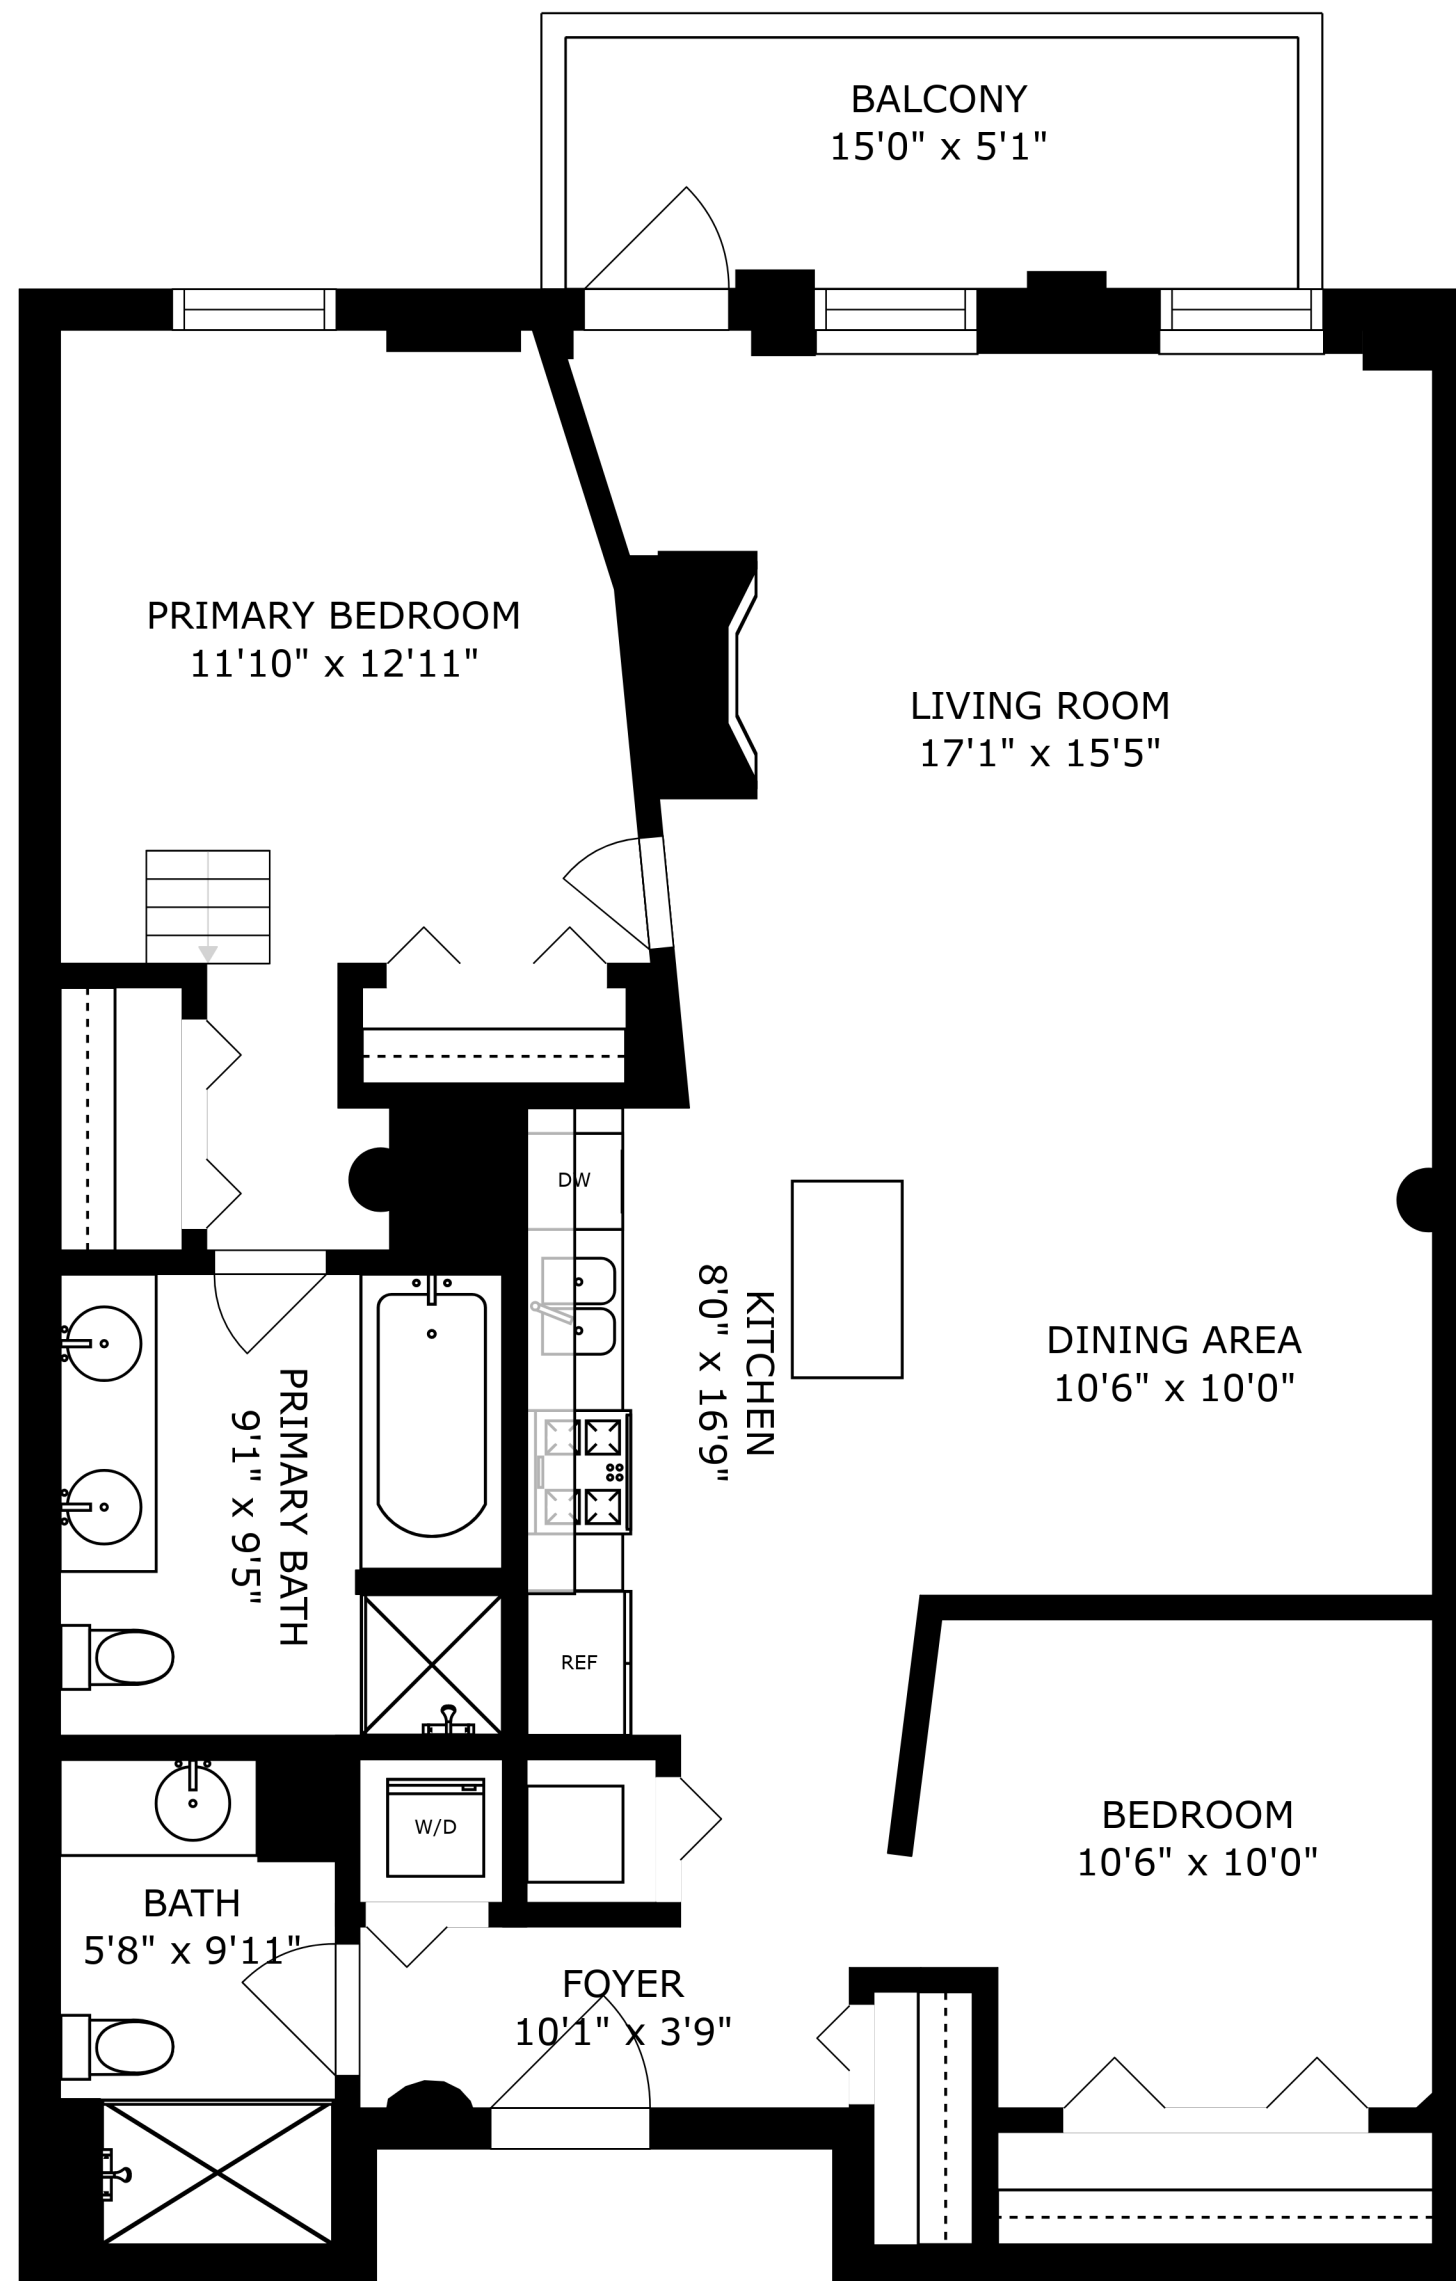 BALCONY
15'0" x 5'1"
PRIMARY BEDROOM
11'10" x 12'11"
LIVING ROOM
17'1" x 15'5"
DW
KITCHEN
8'0" x 16'9"
DINING AREA
10'6" x 10'0"
PRIMARY BATH
9'1" x 9'5"
REF
W/D
BEDROOM
10'6" x 10'0"
BATH
5'8" x 9'11"
FOYER
10'1" x 3'9"